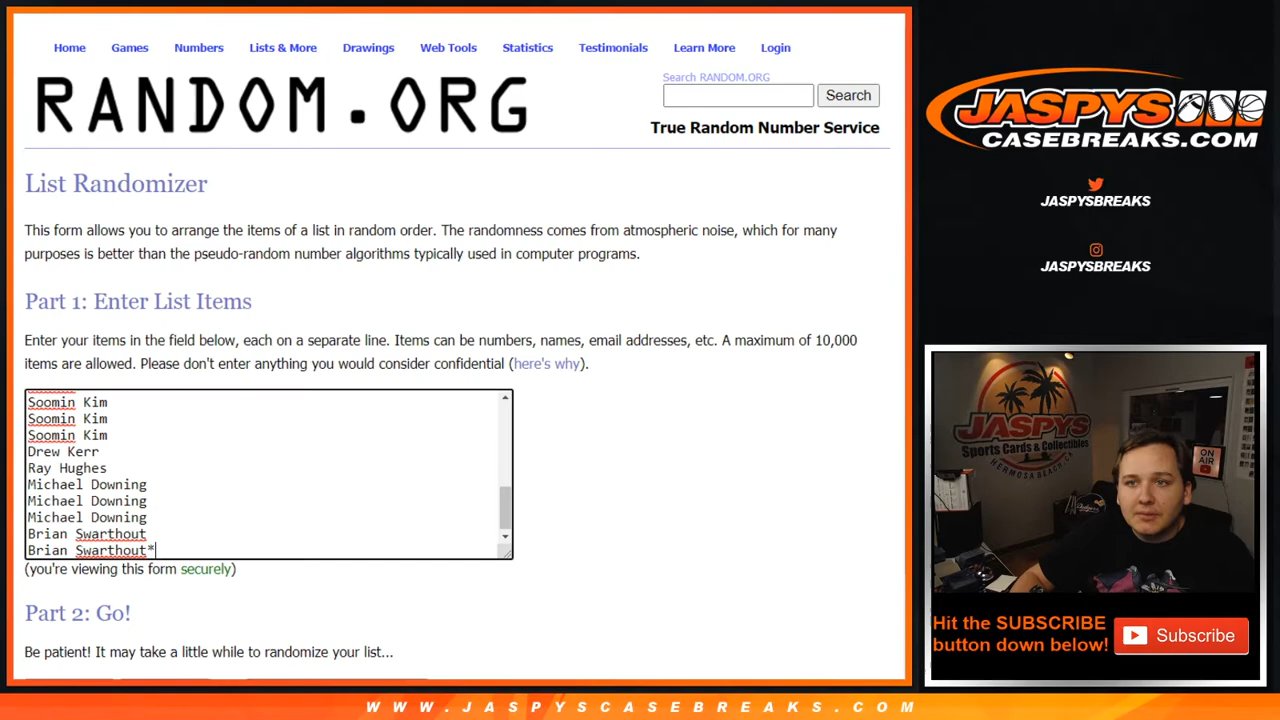 Home Games Numbers Lists & More Drawings Web Tools Statistics Testimonials Learn More Login
RANDOM.ORG
Search RANDOM.ORG
Search
True Random Number Service
List Randomizer
This form allows you to arrange the items of a list in random order. The randomness comes from atmospheric noise, which for many
purposes is better than the pseudo-random number algorithms typically used in computer programs.
Part 1: Enter List Items
Enter your items in the field below, each on a separate line. Items can be numbers, names, email addresses, etc. A maximum of 10,000
items are allowed. Please don't enter anything you would consider confidential (here's why).
Soomin Kim
Soomin Kim
Soomin Kim
Drew Kerr
Ray Hughes
Michael Downing
Michael Downing
Michael Downing
Brian Swarthout
Brian Swarthout*
(you're viewing this form securely)
Part 2: Go!
Be patient! It may take a little while to randomize your list...
JASPYS
CASEBREAKS.COM
JASPYSBREAKS
JASPYSBREAKS
JASPYS
Sports Cards & Collectibles
HERMOSA BEACH, CA
ON
AIR
Hit the SUBSCRIBE
button down below!
Subscribe
WWW.JASPYSCASEBREAKS.COM